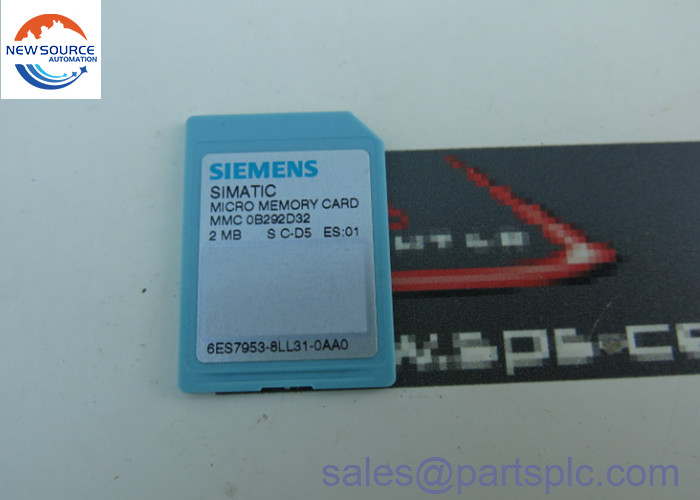 NEW SOURCE
AUTOMATION
SIEMENS
SIMATIC
MICRO MEMORY CARD
MMC 0B292D32
2 MB S C-D5 ES:01
6ES7953-8LL31-0AA0
sales@partsplc.com